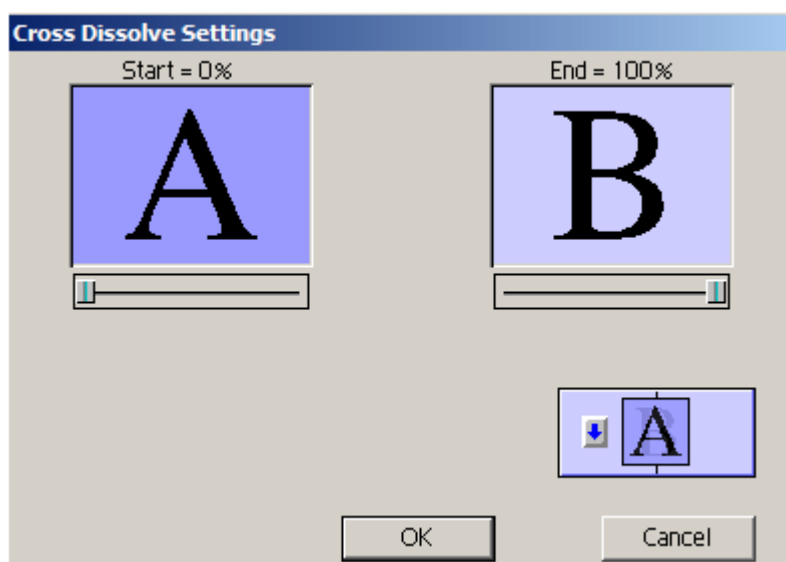 Cross Dissolve Settings
Start = 0% End = 100%
A B
A B
OK Cancel